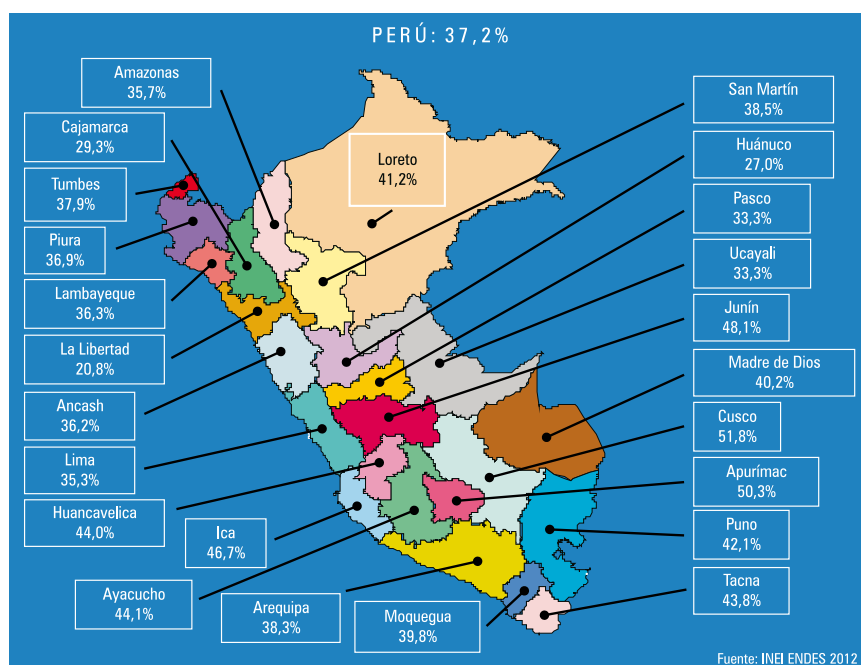 PERÚ: 37,2%
Amazonas
35,7%
Cajamarca
29,3%
Tumbes
37,9%
Piura
36,9%
Lambayeque
36,3%
La Libertad
20,8%
Ancash
36,2%
Lima
35,3%
Huancavelica
44,0%
Ica
46,7%
Ayacucho
44,1%
Arequipa
38,3%
Moquegua
39,8%
Loreto
41,2%
San Martín
38,5%
Huánuco
27,0%
Pasco
33,3%
Ucayali
33,3%
Junín
48,1%
Madre de Dios
40,2%
Cusco
51,8%
Apurímac
50,3%
Puno
42,1%
Tacna
43,8%
Fuente: INEI ENDES 2012